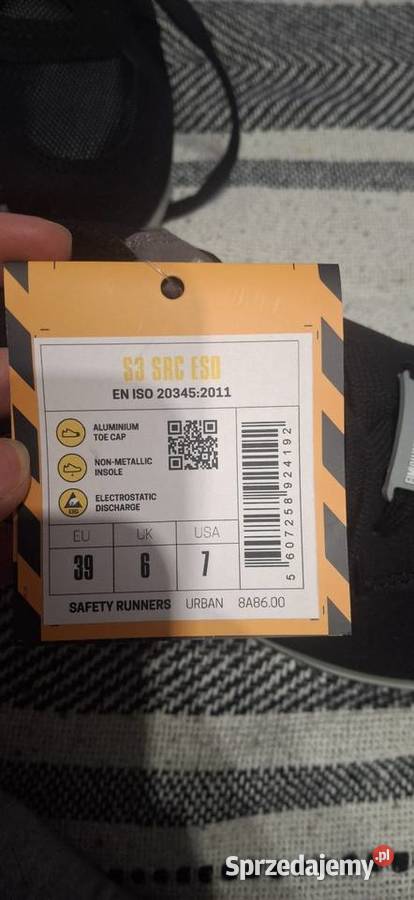 S3 SRC ESD
EN ISO 20345:2011
ALUMINIUM
TOE CAP
NON-METALLIC
INSOLE
ESD
ELECTROSTATIC
DISCHARGE
5 607258 924192
EU UK USA
39 6 7
SAFETY RUNNERS URBAN 8A86.00
Sprzedajemy.pl